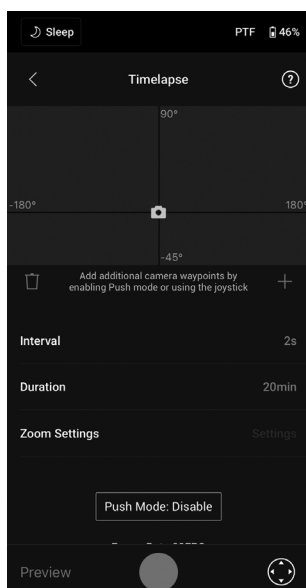 Sleep PTF 46%
Timelapse ?
90°
-180° 180°
-45°
Add additional camera waypoints by
enabling Push mode or using the joystick
Interval 2s
Duration 20min
Zoom Settings Settings
Push Mode: Disable
Preview